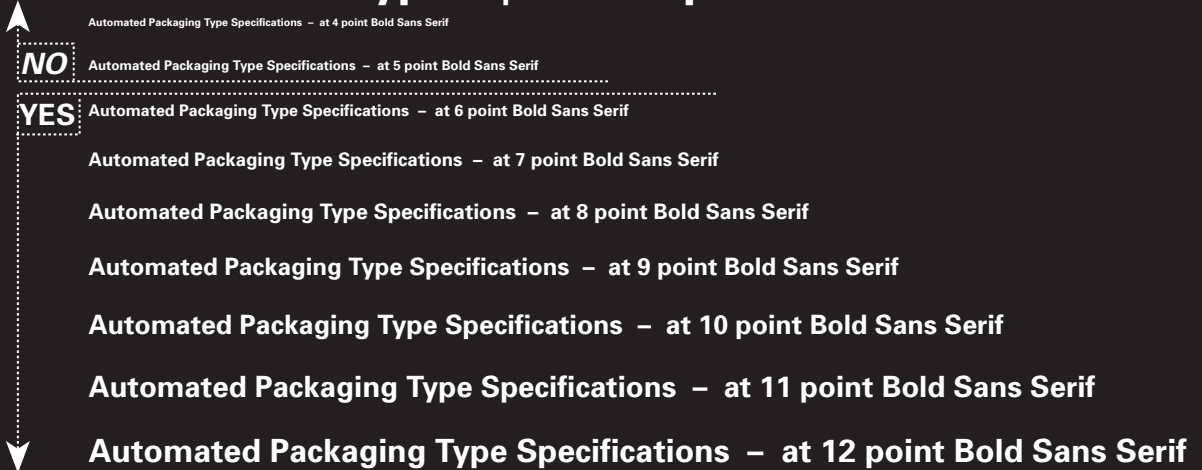 Automated Packaging Type Specifications – at 4 point Bold Sans Serif
NO Automated Packaging Type Specifications – at 5 point Bold Sans Serif
YES Automated Packaging Type Specifications – at 6 point Bold Sans Serif
Automated Packaging Type Specifications – at 7 point Bold Sans Serif
Automated Packaging Type Specifications – at 8 point Bold Sans Serif
Automated Packaging Type Specifications – at 9 point Bold Sans Serif
Automated Packaging Type Specifications – at 10 point Bold Sans Serif
Automated Packaging Type Specifications – at 11 point Bold Sans Serif
Automated Packaging Type Specifications – at 12 point Bold Sans Serif